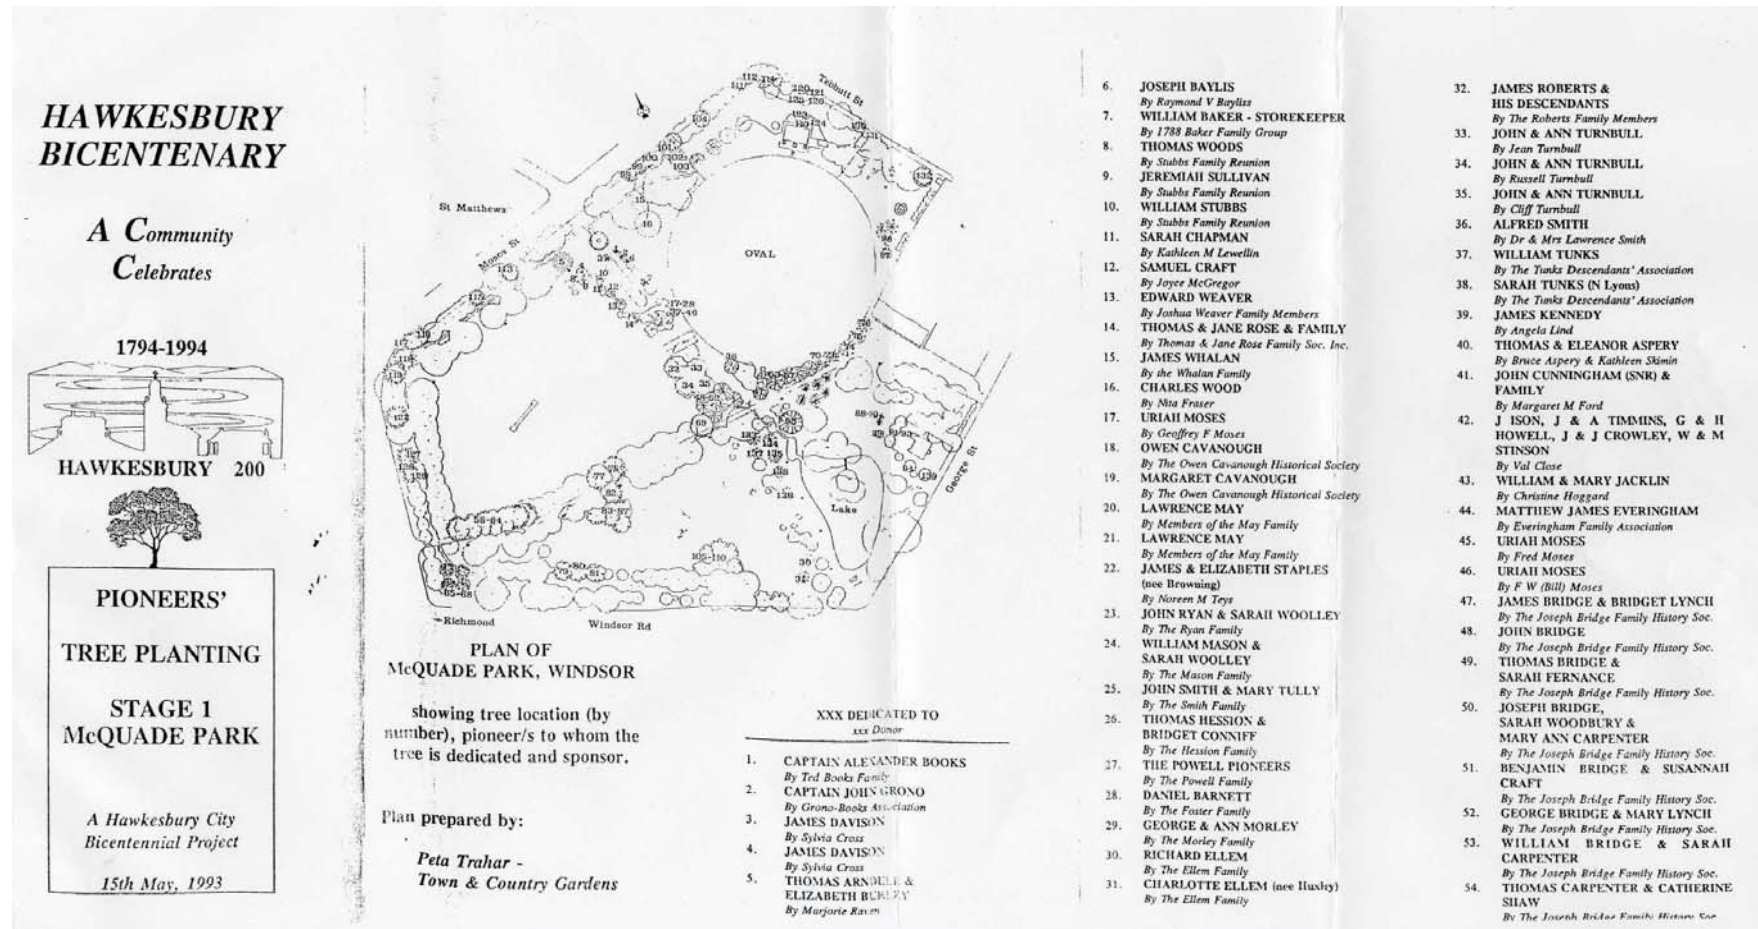 HAWKESBURY
BICENTENARY
A Community
Celebrates
1794-1994
HAWKESBURY 200
PIONEERS'
TREE PLANTING
STAGE 1
McQUADE PARK
A Hawkesbury City
Bicentennial Project
15th May, 1993
Tebbutt St
St Matthews
Moses St
OVAL
George St
Lake
Richmond
Windsor Rd
PLAN OF
McQUADE PARK, WINDSOR
showing tree location (by
number), pioneer/s to whom the
tree is dedicated and sponsor.
Plan prepared by:
Peta Trahar -
Town & Country Gardens
XXX DEDICATED TO
xxx Donor
1. CAPTAIN ALEXANDER BOOKS
By Ted Books Family
2. CAPTAIN JOHN GRONO
By Grono-Books Association
3. JAMES DAVISON
By Sylvia Cross
4. JAMES DAVISON
By Sylvia Cross
5. THOMAS ARNDELL &
ELIZABETH BURLEY
By Marjorie Raven
6. JOSEPH BAYLIS
By Raymond V Bayliss
7. WILLIAM BAKER - STOREKEEPER
By 1788 Baker Family Group
8. THOMAS WOODS
By Stubbs Family Reunion
9. JEREMIAH SULLIVAN
By Stubbs Family Reunion
10. WILLIAM STUBBS
By Stubbs Family Reunion
11. SARAH CHAPMAN
By Kathleen M Lewellin
12. SAMUEL CRAFT
By Joyce McGregor
13. EDWARD WEAVER
By Joshua Weaver Family Members
14. THOMAS & JANE ROSE & FAMILY
By Thomas & Jane Rose Family Soc. Inc.
15. JAMES WHALAN
By the Whalan Family
16. CHARLES WOOD
By Nita Fraser
17. URIAH MOSES
By Geoffrey F Moses
18. OWEN CAVANOUGH
By The Owen Cavanough Historical Society
19. MARGARET CAVANOUGH
By The Owen Cavanough Historical Society
20. LAWRENCE MAY
By Members of the May Family
21. LAWRENCE MAY
By Members of the May Family
22. JAMES & ELIZABETH STAPLES
(nee Browning)
By Noreen M Teys
23. JOHN RYAN & SARAH WOOLLEY
By The Ryan Family
24. WILLIAM MASON &
SARAH WOOLLEY
By The Mason Family
25. JOHN SMITH & MARY TULLY
By The Smith Family
26. THOMAS HESSION &
BRIDGET CONNIFF
By The Hession Family
27. THE POWELL PIONEERS
By The Powell Family
28. DANIEL BARNETT
By The Foster Family
29. GEORGE & ANN MORLEY
By The Morley Family
30. RICHARD ELLEM
By The Ellem Family
31. CHARLOTTE ELLEM (nee Huxley)
By The Ellem Family
32. JAMES ROBERTS &
HIS DESCENDANTS
By The Roberts Family Members
33. JOHN & ANN TURNBULL
By Jean Turnbull
34. JOHN & ANN TURNBULL
By Russell Turnbull
35. JOHN & ANN TURNBULL
By Cliff Turnbull
36. ALFRED SMITH
By Dr & Mrs Lawrence Smith
37. WILLIAM TUNKS
By The Tunks Descendants' Association
38. SARAH TUNKS (N Lyons)
By The Tunks Descendants' Association
39. JAMES KENNEDY
By Angela Lind
40. THOMAS & ELEANOR ASPERY
By Bruce Aspery & Kathleen Skimin
41. JOHN CUNNINGHAM (SNR) &
FAMILY
By Margaret M Ford
42. J ISON, J & A TIMMINS, G & H
HOWELL, J & J CROWLEY, W & M
STINSON
By Val Close
43. WILLIAM & MARY JACKLIN
By Christine Hoggard
44. MATTHEW JAMES EVERINGHAM
By Everingham Family Association
45. URIAH MOSES
By Fred Moses
46. URIAH MOSES
By F W (Bill) Moses
47. JAMES BRIDGE & BRIDGET LYNCH
By The Joseph Bridge Family History Soc.
48. JOHN BRIDGE
By The Joseph Bridge Family History Soc.
49. THOMAS BRIDGE &
SARAH FERNANCE
By The Joseph Bridge Family History Soc.
50. JOSEPH BRIDGE,
SARAH WOODBURY &
MARY ANN CARPENTER
By The Joseph Bridge Family History Soc.
51. BENJAMIN BRIDGE & SUSANNAH
CRAFT
By The Joseph Bridge Family History Soc.
52. GEORGE BRIDGE & MARY LYNCH
By The Joseph Bridge Family History Soc.
53. WILLIAM BRIDGE & SARAH
CARPENTER
By The Joseph Bridge Family History Soc.
54. THOMAS CARPENTER & CATHERINE
SHAW
By The Joseph Bridge Family History Soc.